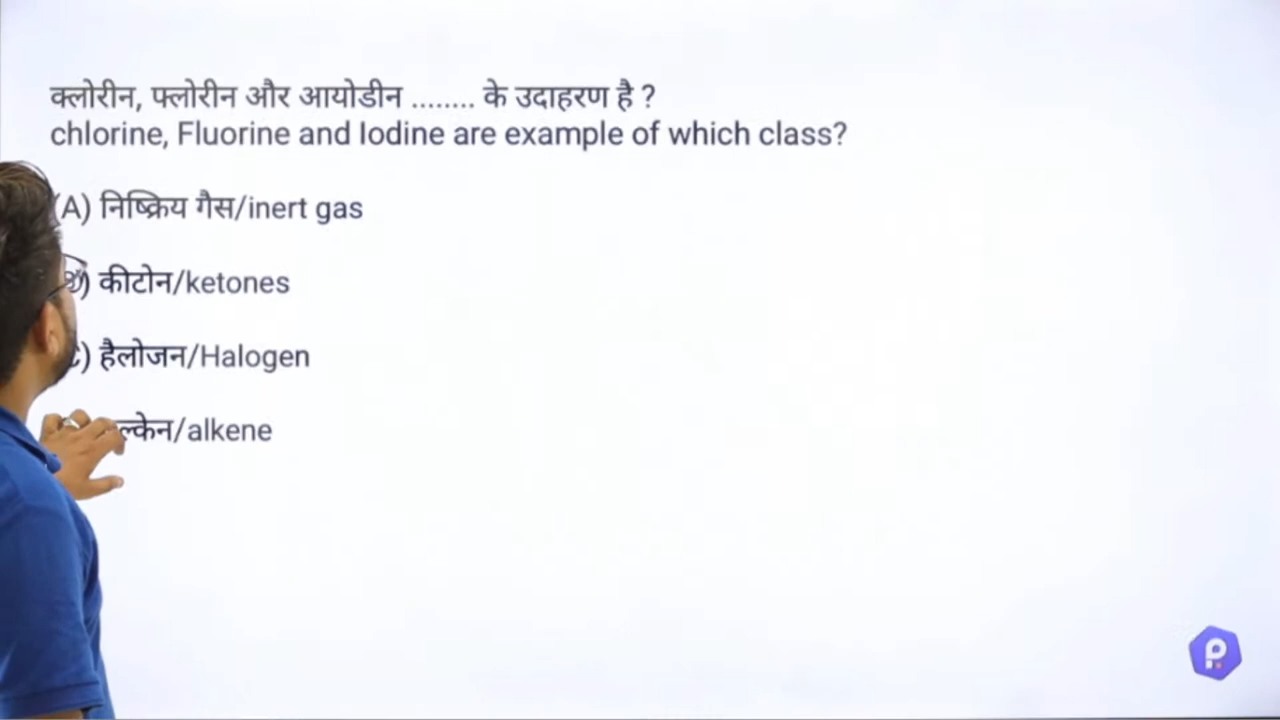 क्लोरीन, फ्लोरीन और आयोडीन ........ के उदाहरण है ?
chlorine, Fluorine and Iodine are example of which class?
(A) निष्क्रिय गैस/inert gas
कीटोन/ketones
हैलोजन/Halogen
alkene